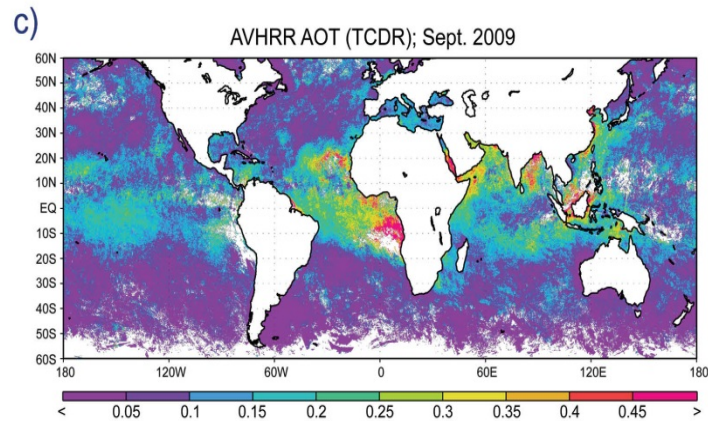 c)
AVHRR AOT (TCDR); Sept. 2009
60N
50N
40N
30N
20N
10N
EQ
10S
20S
30S
40S
50S
60S
180 120W 60W 0 60E 120E 180
< 0.05 0.1 0.15 0.2 0.25 0.3 0.35 0.4 0.45 >